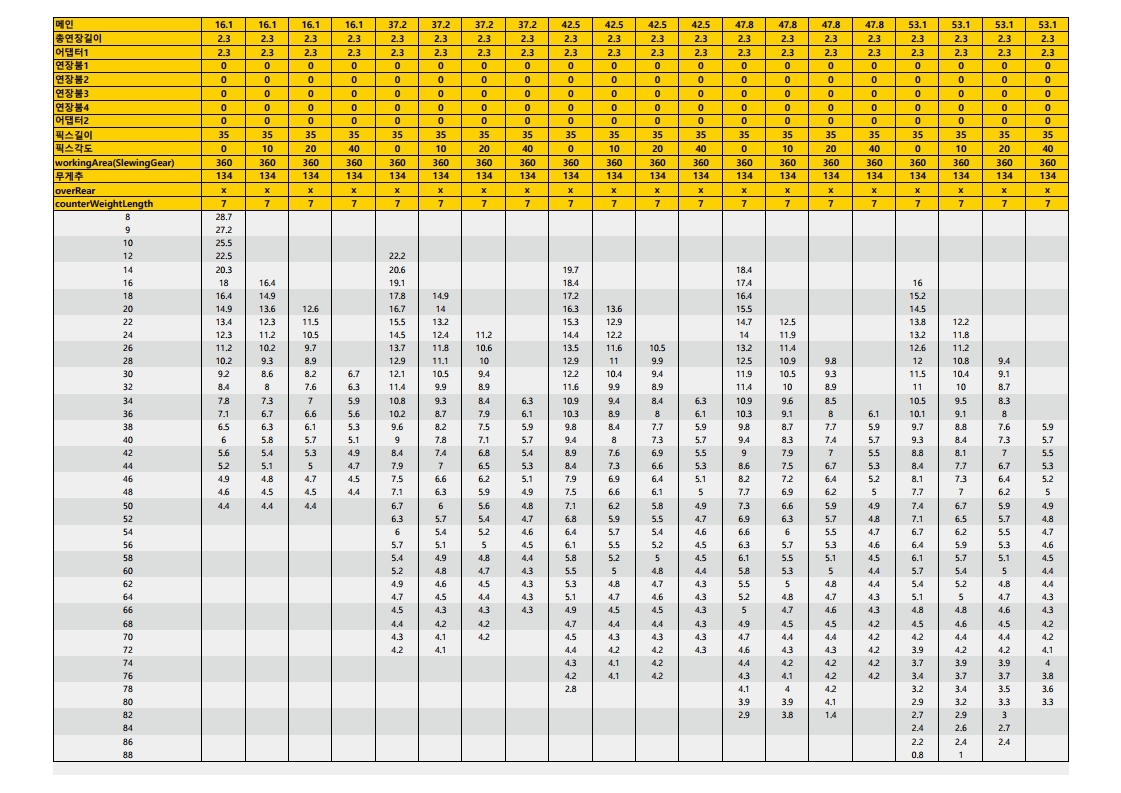 메인 16.1 16.1 16.1 16.1 37.2 37.2 37.2 37.2 42.5 42.5 42.5 42.5 47.8 47.8 47.8 47.8 53.1 53.1 53.1 53.1
총연장길이 2.3 2.3 2.3 2.3 2.3 2.3 2.3 2.3 2.3 2.3 2.3 2.3 2.3 2.3 2.3 2.3 2.3 2.3 2.3 2.3
어댑터1 2.3 2.3 2.3 2.3 2.3 2.3 2.3 2.3 2.3 2.3 2.3 2.3 2.3 2.3 2.3 2.3 2.3 2.3 2.3 2.3
연장붐1 0 0 0 0 0 0 0 0 0 0 0 0 0 0 0 0 0 0 0 0
연장붐2 0 0 0 0 0 0 0 0 0 0 0 0 0 0 0 0 0 0 0 0
연장붐3 0 0 0 0 0 0 0 0 0 0 0 0 0 0 0 0 0 0 0 0
연장붐4 0 0 0 0 0 0 0 0 0 0 0 0 0 0 0 0 0 0 0 0
어댑터2 0 0 0 0 0 0 0 0 0 0 0 0 0 0 0 0 0 0 0 0
픽스길이 35 35 35 35 35 35 35 35 35 35 35 35 35 35 35 35 35 35 35 35
픽스각도 0 10 20 40 0 10 20 40 0 10 20 40 0 10 20 40 0 10 20 40
workingArea(SlewingGear) 360 360 360 360 360 360 360 360 360 360 360 360 360 360 360 360 360 360 360 360
무게추 134 134 134 134 134 134 134 134 134 134 134 134 134 134 134 134 134 134 134 134
overRear x x x x x x x x x x x x x x x x x x x x
counterWeightLength 7 7 7 7 7 7 7 7 7 7 7 7 7 7 7 7 7 7 7 7
8 28.7
9 27.2
10 25.5
12 22.5 22.2
14 20.3 20.6 19.7 18.4
16 18 16.4 19.1 18.4 17.4 16
18 16.4 14.9 17.8 14.9 17.2 16.4 15.2
20 14.9 13.6 12.6 16.7 14 16.3 13.6 15.5 14.5
22 13.4 12.3 11.5 15.5 13.2 15.3 12.9 14.7 12.5 13.8 12.2
24 12.3 11.2 10.5 14.5 12.4 11.2 14.4 12.2 14 11.9 13.2 11.8
26 11.2 10.2 9.7 13.7 11.8 10.6 13.5 11.6 10.5 13.2 11.4 12.6 11.2
28 10.2 9.3 8.9 12.9 11.1 10 12.9 11 9.9 12.5 10.9 9.8 12 10.8 9.4
30 9.2 8.6 8.2 6.7 12.1 10.5 9.4 12.2 10.4 9.4 11.9 10.5 9.3 11.5 10.4 9.1
32 8.4 8 7.6 6.3 11.4 9.9 8.9 11.6 9.9 8.9 11.4 10 8.9 11 10 8.7
34 7.8 7.3 7 5.9 10.8 9.3 8.4 6.3 10.9 9.4 8.4 6.3 10.9 9.6 8.5 10.5 9.5 8.3
36 7.1 6.7 6.6 5.6 10.2 8.7 7.9 6.1 10.3 8.9 8 6.1 10.3 9.1 8 6.1 10.1 9.1 8
38 6.5 6.3 6.1 5.3 9.6 8.2 7.5 5.9 9.8 8.4 7.7 5.9 9.8 8.7 7.7 5.9 9.7 8.8 7.6 5.9
40 6 5.8 5.7 5.1 9 7.8 7.1 5.7 9.4 8 7.3 5.7 9.4 8.3 7.4 5.7 9.3 8.4 7.3 5.7
42 5.6 5.4 5.3 4.9 8.4 7.4 6.8 5.4 8.9 7.6 6.9 5.5 9 7.9 7 5.5 8.8 8.1 7 5.5
44 5.2 5.1 5 4.7 7.9 7 6.5 5.3 8.4 7.3 6.6 5.3 8.6 7.5 6.7 5.3 8.4 7.7 6.7 5.3
46 4.9 4.8 4.7 4.5 7.5 6.6 6.2 5.1 7.9 6.9 6.4 5.1 8.2 7.2 6.4 5.2 8.1 7.3 6.4 5.2
48 4.6 4.5 4.5 4.4 7.1 6.3 5.9 4.9 7.5 6.6 6.1 5 7.7 6.9 6.2 5 7.7 7 6.2 5
50 4.4 4.4 4.4 6.7 6 5.6 4.8 7.1 6.2 5.8 4.9 7.3 6.6 5.9 4.9 7.4 6.7 5.9 4.9
52 6.3 5.7 5.4 4.7 6.8 5.9 5.5 4.7 6.9 6.3 5.7 4.8 7.1 6.5 5.7 4.8
54 6 5.4 5.2 4.6 6.4 5.7 5.4 4.6 6.6 6 5.5 4.7 6.7 6.2 5.5 4.7
56 5.7 5.1 5 4.5 6.1 5.5 5.2 4.5 6.3 5.7 5.3 4.6 6.4 5.9 5.3 4.6
58 5.4 4.9 4.8 4.4 5.8 5.2 5 4.5 6.1 5.5 5.1 4.5 6.1 5.7 5.1 4.5
60 5.2 4.8 4.7 4.3 5.5 5 4.8 4.4 5.8 5.3 5 4.4 5.7 5.4 5 4.4
62 4.9 4.6 4.5 4.3 5.3 4.8 4.7 4.3 5.5 5 4.8 4.4 5.4 5.2 4.8 4.4
64 4.7 4.5 4.4 4.3 5.1 4.7 4.6 4.3 5.2 4.8 4.7 4.3 5.1 5 4.7 4.3
66 4.5 4.3 4.3 4.3 4.9 4.5 4.5 4.3 5 4.7 4.6 4.3 4.8 4.8 4.6 4.3
68 4.4 4.2 4.2 4.7 4.4 4.4 4.3 4.9 4.5 4.5 4.2 4.5 4.6 4.5 4.2
70 4.3 4.1 4.2 4.5 4.3 4.3 4.3 4.7 4.4 4.4 4.2 4.2 4.4 4.4 4.2
72 4.2 4.1 4.4 4.2 4.2 4.3 4.6 4.3 4.3 4.2 3.9 4.2 4.2 4.1
74 4.3 4.1 4.2 4.4 4.2 4.2 4.2 3.7 3.9 3.9 4
76 4.2 4.1 4.2 4.3 4.1 4.2 4.2 3.4 3.7 3.7 3.8
78 2.8 4.1 4 4.2 3.2 3.4 3.5 3.6
80 3.9 3.9 4.1 2.9 3.2 3.3 3.3
82 2.9 3.8 1.4 2.7 2.9 3
84 2.4 2.6 2.7
86 2.2 2.4 2.4
88 0.8 1